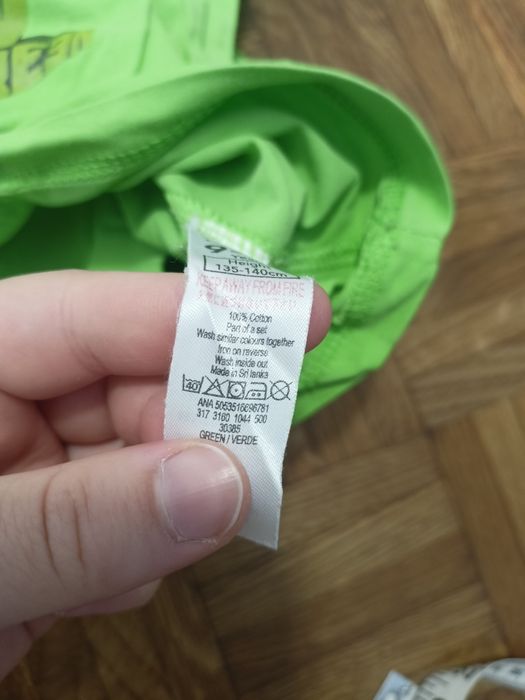 Height
135-140cm
KEEP AWAY FROM FIRE
100% Cotton
Part of a set
Wash similar colours together
Iron on reverse
Wash inside out
Made in Sri lanka
40
ANA 5053516696781
317 3160 1044 500
30385
GREEN / VERDE